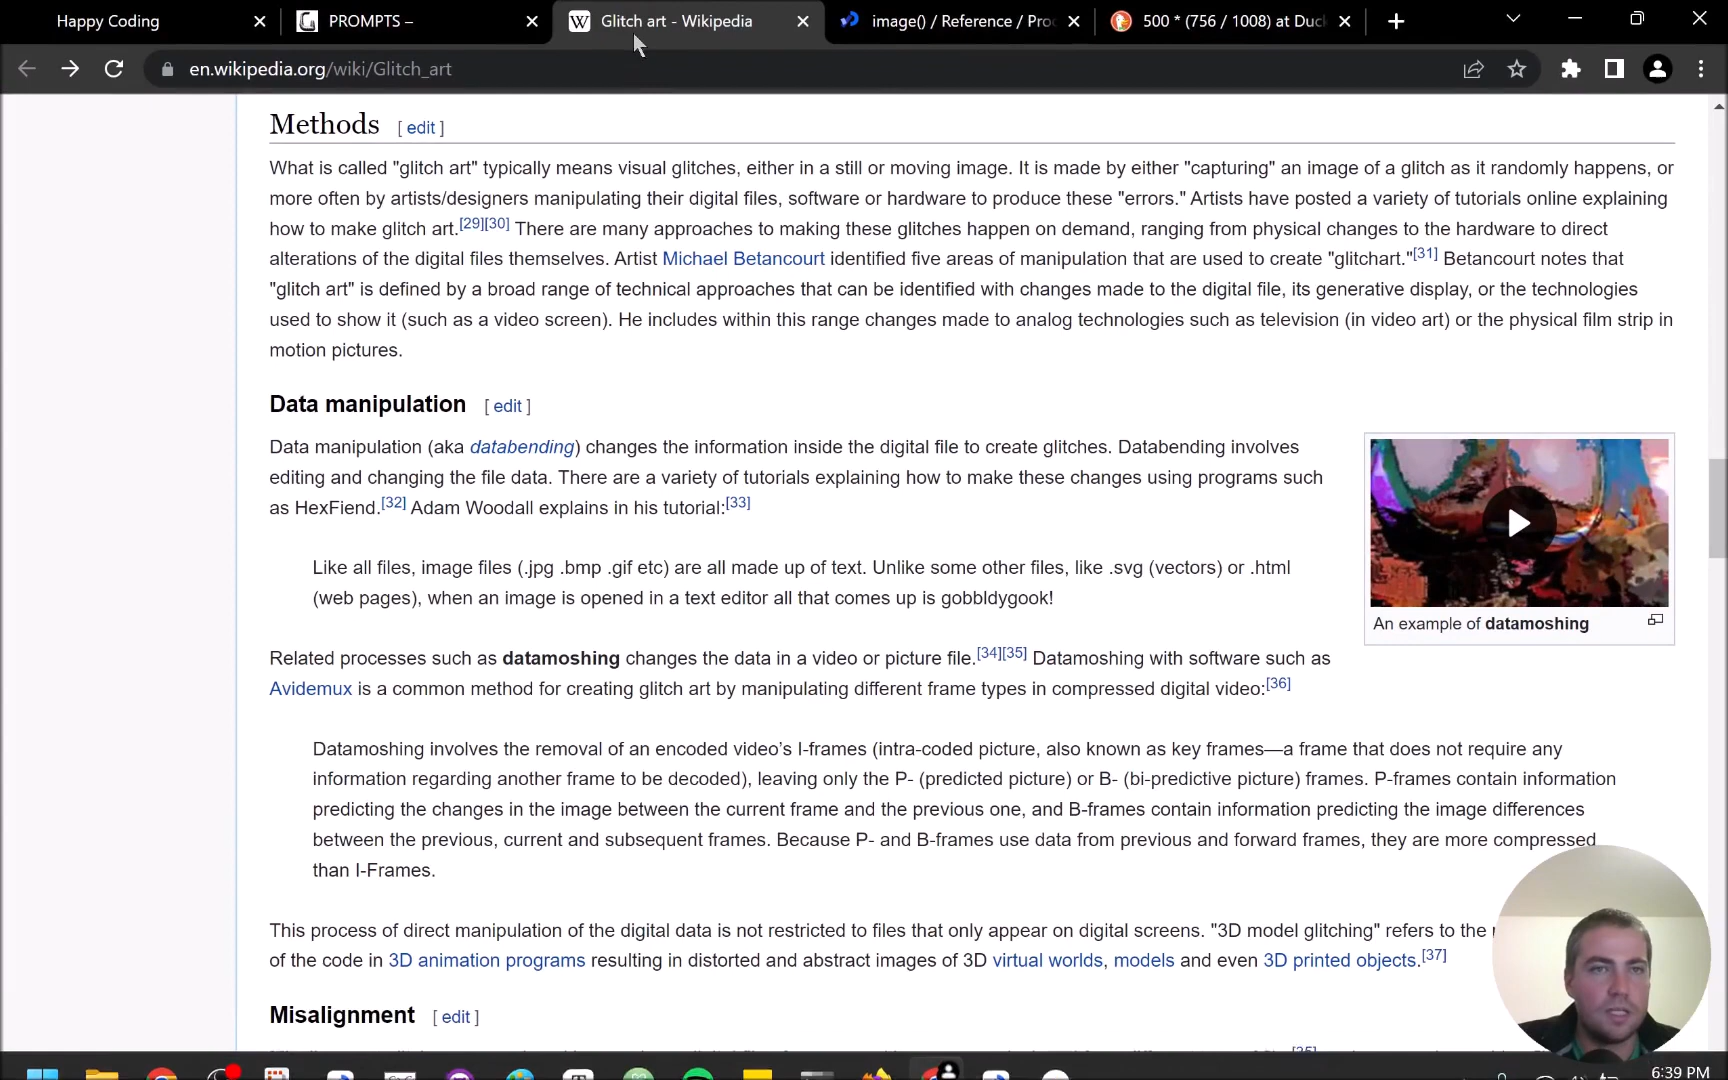 Happy Coding
PROMPTS –
Glitch art - Wikipedia
image() / Reference / Pro
500 * (756 / 1008) at Duck
en.wikipedia.org/wiki/Glitch_art
Methods [ edit ]
What is called "glitch art" typically means visual glitches, either in a still or moving image. It is made by either "capturing" an image of a glitch as it randomly happens, or
more often by artists/designers manipulating their digital files, software or hardware to produce these "errors." Artists have posted a variety of tutorials online explaining
how to make glitch art.[29][30] There are many approaches to making these glitches happen on demand, ranging from physical changes to the hardware to direct
alterations of the digital files themselves. Artist Michael Betancourt identified five areas of manipulation that are used to create "glitchart."[31] Betancourt notes that
"glitch art" is defined by a broad range of technical approaches that can be identified with changes made to the digital file, its generative display, or the technologies
used to show it (such as a video screen). He includes within this range changes made to analog technologies such as television (in video art) or the physical film strip in
motion pictures.
Data manipulation [ edit ]
Data manipulation (aka databending) changes the information inside the digital file to create glitches. Databending involves
editing and changing the file data. There are a variety of tutorials explaining how to make these changes using programs such
as HexFiend.[32] Adam Woodall explains in his tutorial:[33]
Like all files, image files (.jpg .bmp .gif etc) are all made up of text. Unlike some other files, like .svg (vectors) or .html
(web pages), when an image is opened in a text editor all that comes up is gobbldygook!
An example of datamoshing
Related processes such as datamoshing changes the data in a video or picture file.[34][35] Datamoshing with software such as
Avidemux is a common method for creating glitch art by manipulating different frame types in compressed digital video:[36]
Datamoshing involves the removal of an encoded video's I-frames (intra-coded picture, also known as key frames—a frame that does not require any
information regarding another frame to be decoded), leaving only the P- (predicted picture) or B- (bi-predictive picture) frames. P-frames contain information
predicting the changes in the image between the current frame and the previous one, and B-frames contain information predicting the image differences
between the previous, current and subsequent frames. Because P- and B-frames use data from previous and forward frames, they are more compressed
than I-Frames.
This process of direct manipulation of the digital data is not restricted to files that only appear on digital screens. "3D model glitching" refers to the
of the code in 3D animation programs resulting in distorted and abstract images of 3D virtual worlds, models and even 3D printed objects.[37]
Misalignment [ edit ]
6:39 PM